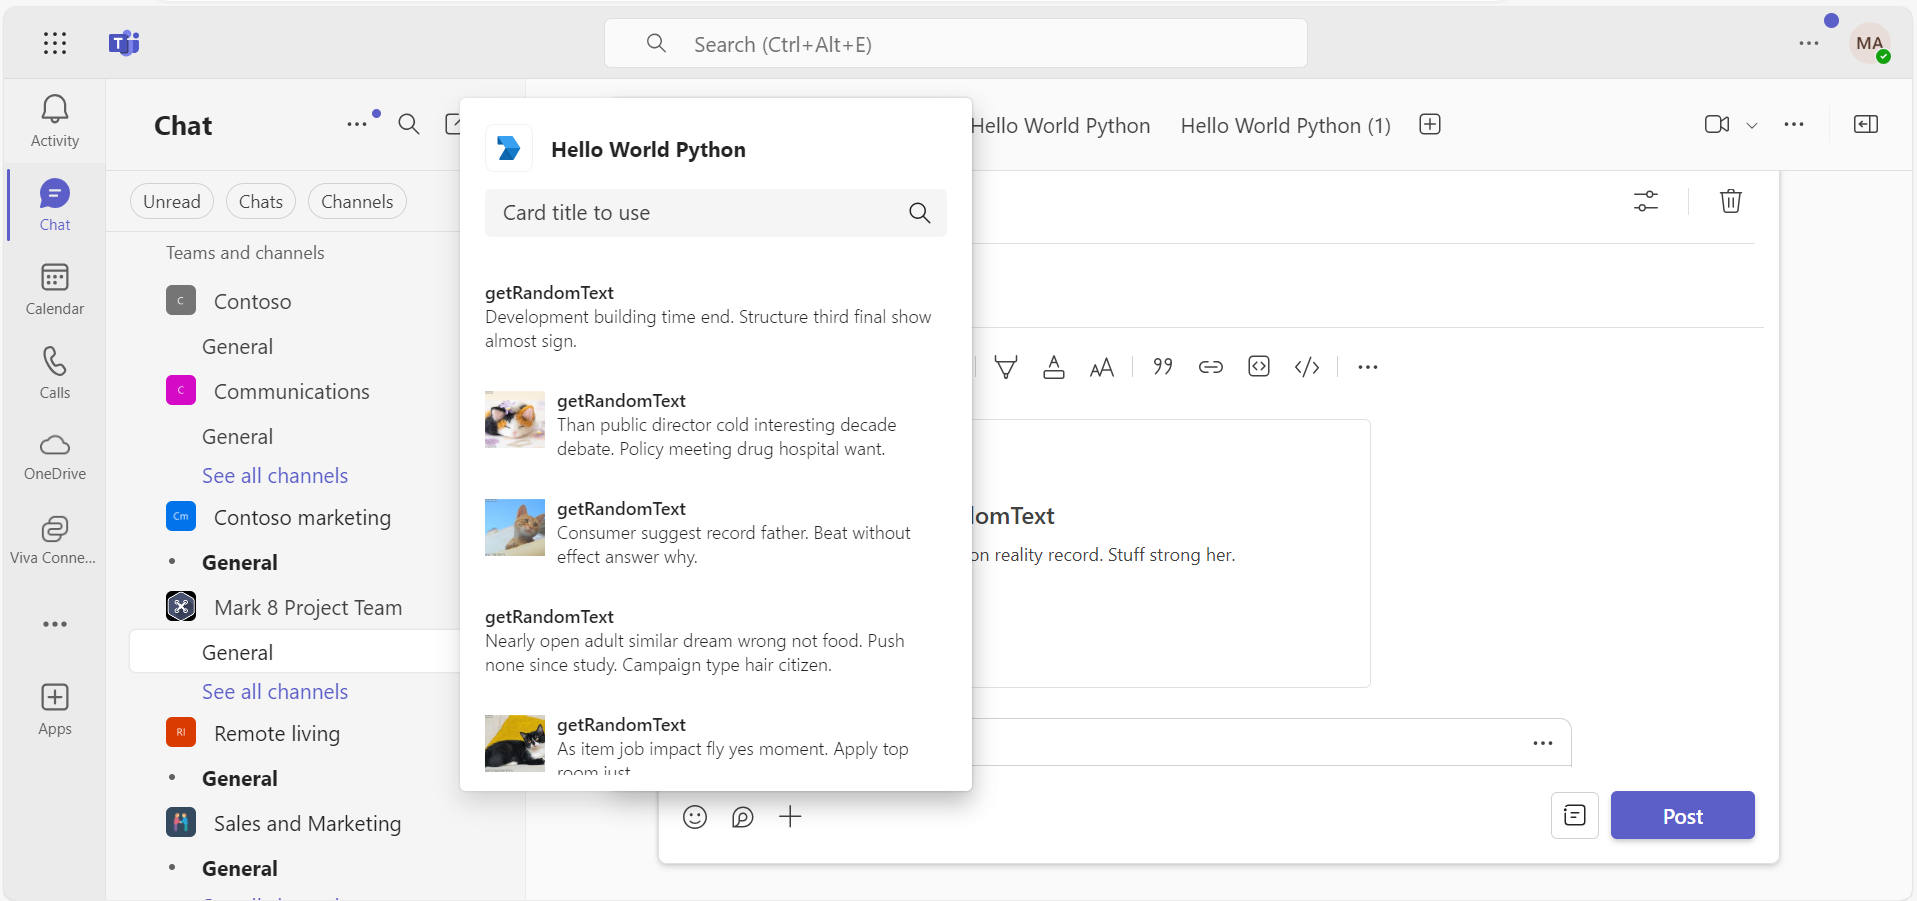 Search (Ctrl+Alt+E)
MA
Activity
Chat
Calendar
Calls
OneDrive
Viva Conne...
Apps
Chat
Unread
Chats
Channels
Teams and channels
C
Contoso
General
C
Communications
General
See all channels
Cm
Contoso marketing
General
Mark 8 Project Team
General
See all channels
Rl
Remote living
General
Sales and Marketing
General
Hello World Python
Card title to use
getRandomText
Development building time end. Structure third final show
almost sign.
getRandomText
Than public director cold interesting decade
debate. Policy meeting drug hospital want.
getRandomText
Consumer suggest record father. Beat without
effect answer why.
getRandomText
Nearly open adult similar dream wrong not food. Push
none since study. Campaign type hair citizen.
getRandomText
As item job impact fly yes moment. Apply top
room just
Hello World Python
Hello World Python (1)
domText
on reality record. Stuff strong her.
Post